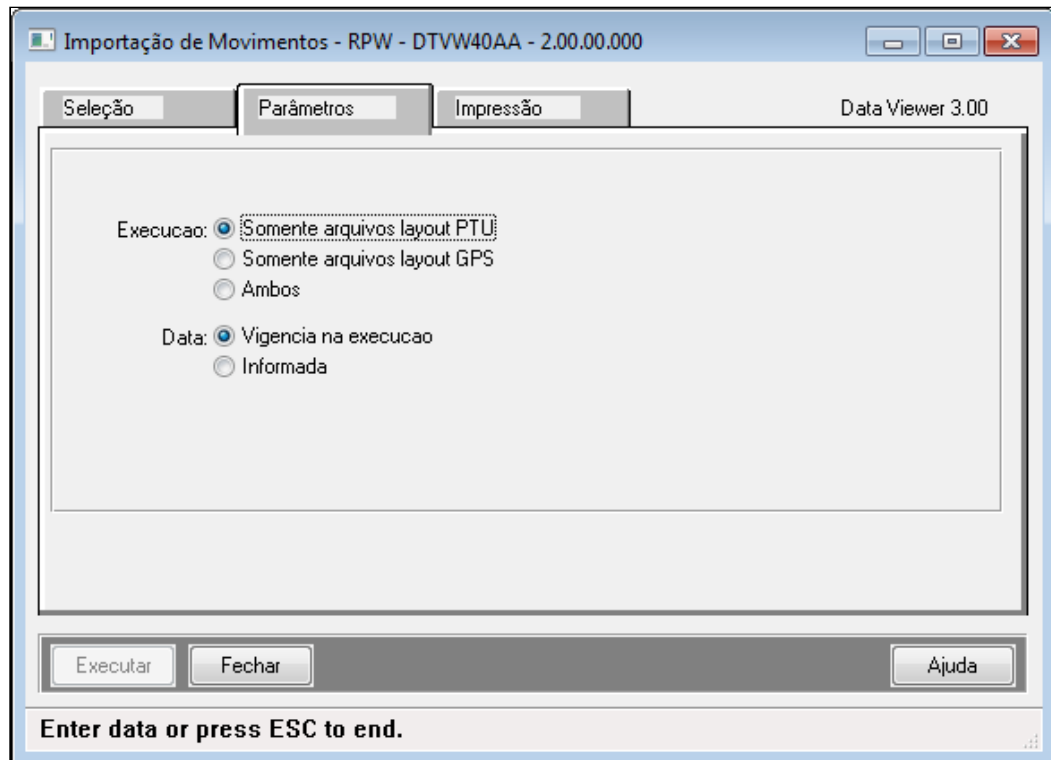 Importação de Movimentos - RPW - DTVW40AA - 2.00.00.000
Seleção Parâmetros Impressão Data Viewer 3.00
Execucao: Somente arquivos layout PTU
Somente arquivos layout GPS
Ambos
Data: Vigencia na execucao
Informada
Executar Fechar Ajuda
Enter data or press ESC to end.